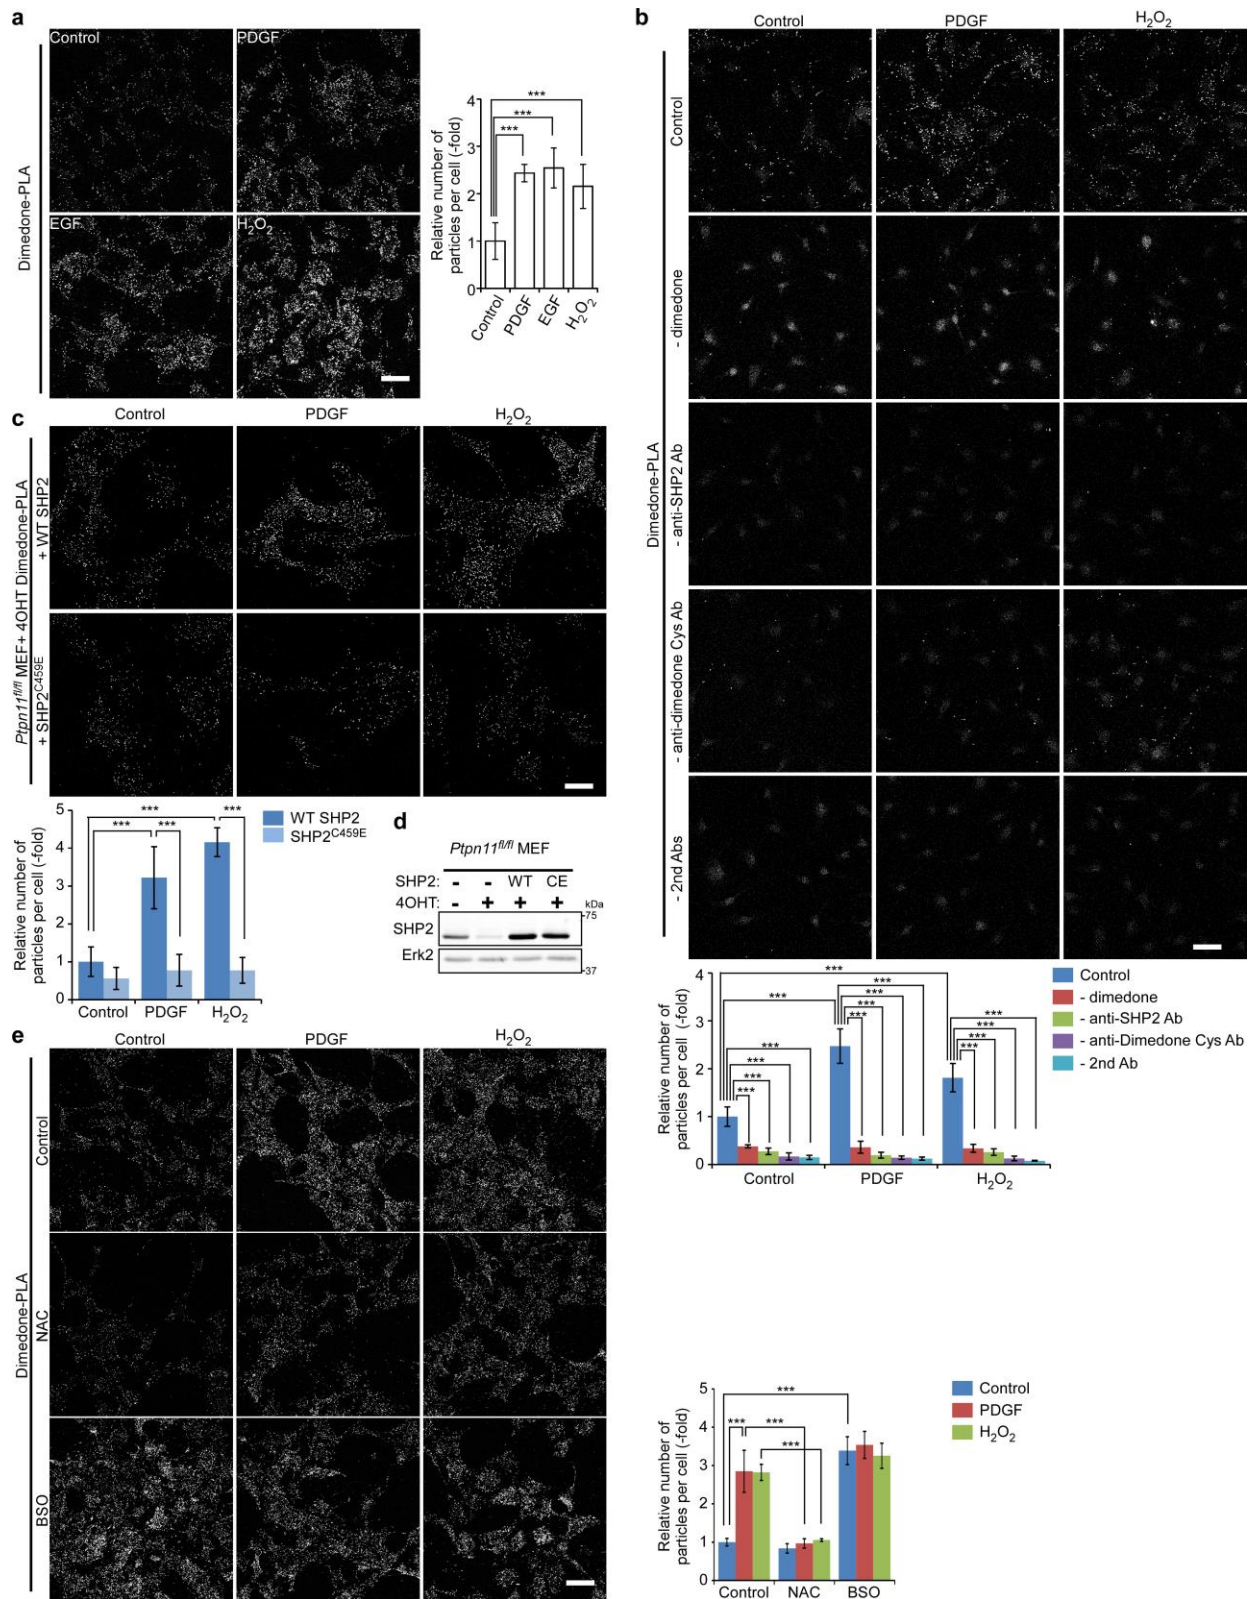 a
Dimedone-PLA
Control
PDGF
EGF
H₂O₂
Relative number of
particles per cell (-fold)
4
3
2
1
0
***
***
***
Control
PDGF
EGF
H₂O₂
b
Control
PDGF
H₂O₂
Dimedone-PLA
Control
- dimedone
- anti-SHP2 Ab
- anti-dimedone Cys Ab
- 2nd Abs
Relative number of
particles per cell (-fold)
4
3
2
1
0
***
***
***
***
***
***
***
***
***
***
***
***
***
***
Control
PDGF
H₂O₂
Control
- dimedone
- anti-SHP2 Ab
- anti-Dimedone Cys Ab
- 2nd Ab
c
Control
PDGF
H₂O₂
Ptpn11fl/fl MEF+ 4OHT Dimedone-PLA
+ WT SHP2
+ SHP2C459E
Relative number of
particles per cell (-fold)
5
4
3
2
1
0
***
***
***
***
WT SHP2
SHP2C459E
Control
PDGF
H₂O₂
d
Ptpn11fl/fl MEF
SHP2: - - WT CE
4OHT: - + + + kDa
75
SHP2
Erk2
37
e
Control
PDGF
H₂O₂
Dimedone-PLA
Control
NAC
BSO
Relative number of
particles per cell (-fold)
5
4
3
2
1
0
***
***
***
***
Control
NAC
BSO
Control
PDGF
H₂O₂